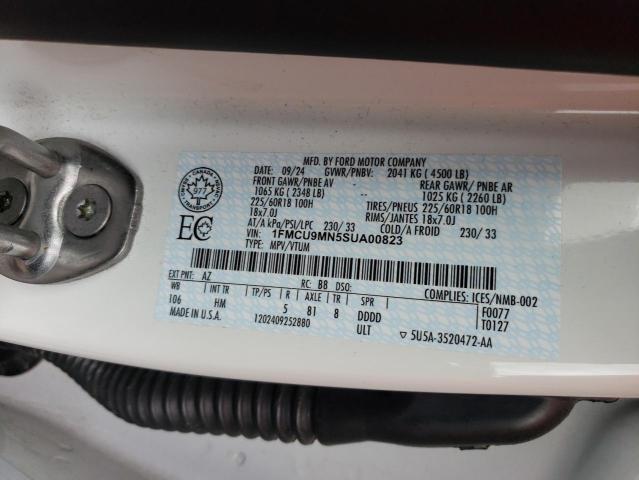 MFD. BY FORD MOTOR COMPANY
DATE: 09/24 GVWR/PNBV: 2041 KG ( 4500 LB)
FRONT GAWR/PNBE AV REAR GAWR/ PNBE AR
1065 KG ( 2348 LB) 1025 KG ( 2260 LB)
225/60R18 100H TIRES/PNEUS 225/60R18 100H
18x7.0J RIMS/JANTES 18x7.0J
AT/A kPa/PSI/LPC 230/ 33 230/ 33
VIN: 1FMCU9MN5SUA00823
TYPE: MPV/VTUM
CANADA
977
TRANSPORT
EC
EXT PNT: AZ RC: B8 DSO: COMPLIES: ICES/NMB-002
WB TP/PS R AXLE TR SPR F0077
106 HM 5 81 8 DDDD T0127
MADE IN U.S.A. 1202409252880 ULT 5U5A-3520472-AA